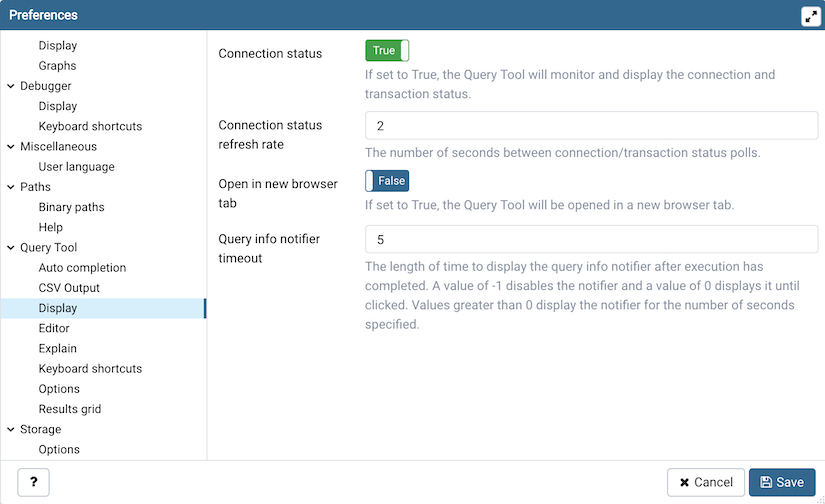 Preferences
Display
Graphs
Debugger
Display
Keyboard shortcuts
Miscellaneous
User language
Paths
Binary paths
Help
Query Tool
Auto completion
CSV Output
Display
Editor
Explain
Keyboard shortcuts
Options
Results grid
Storage
Options
Connection status
True
If set to True, the Query Tool will monitor and display the connection and
transaction status.
Connection status
refresh rate
2
The number of seconds between connection/transaction status polls.
Open in new browser
tab
False
If set to True, the Query Tool will be opened in a new browser tab.
Query info notifier
timeout
5
The length of time to display the query info notifier after execution has
completed. A value of -1 disables the notifier and a value of 0 displays it until
clicked. Values greater than 0 display the notifier for the number of seconds
specified.
?
Cancel
Save